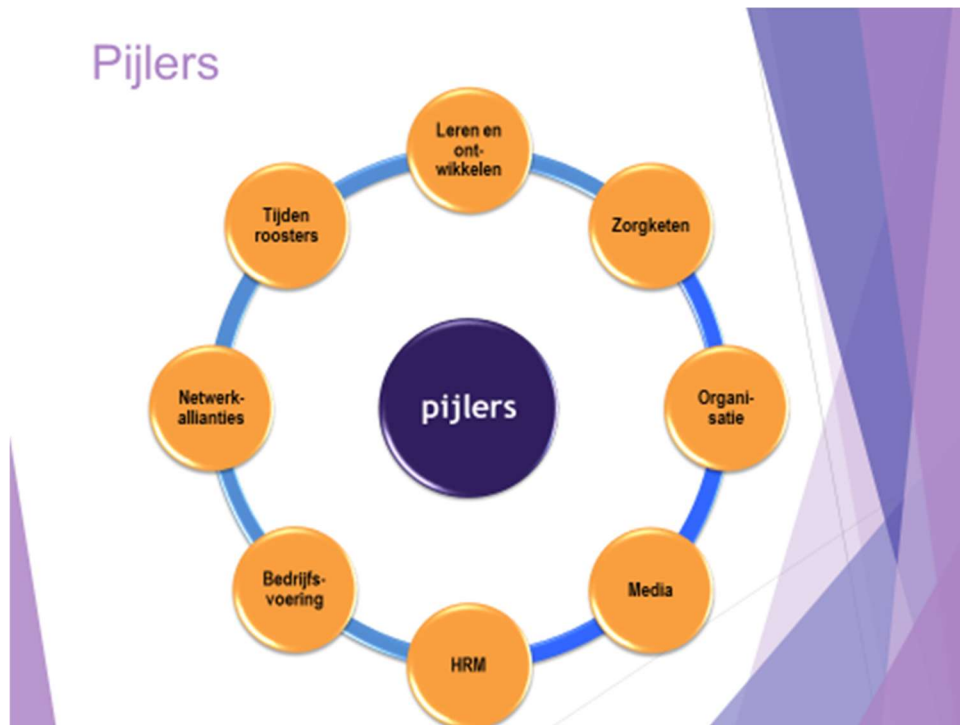 Pijlers
Leren en
ont-
wikkelen
Zorgketen
Organi-
satie
Media
HRM
Bedrijfs-
voering
Netwerk-
allianties
Tijden
roosters
pijlers